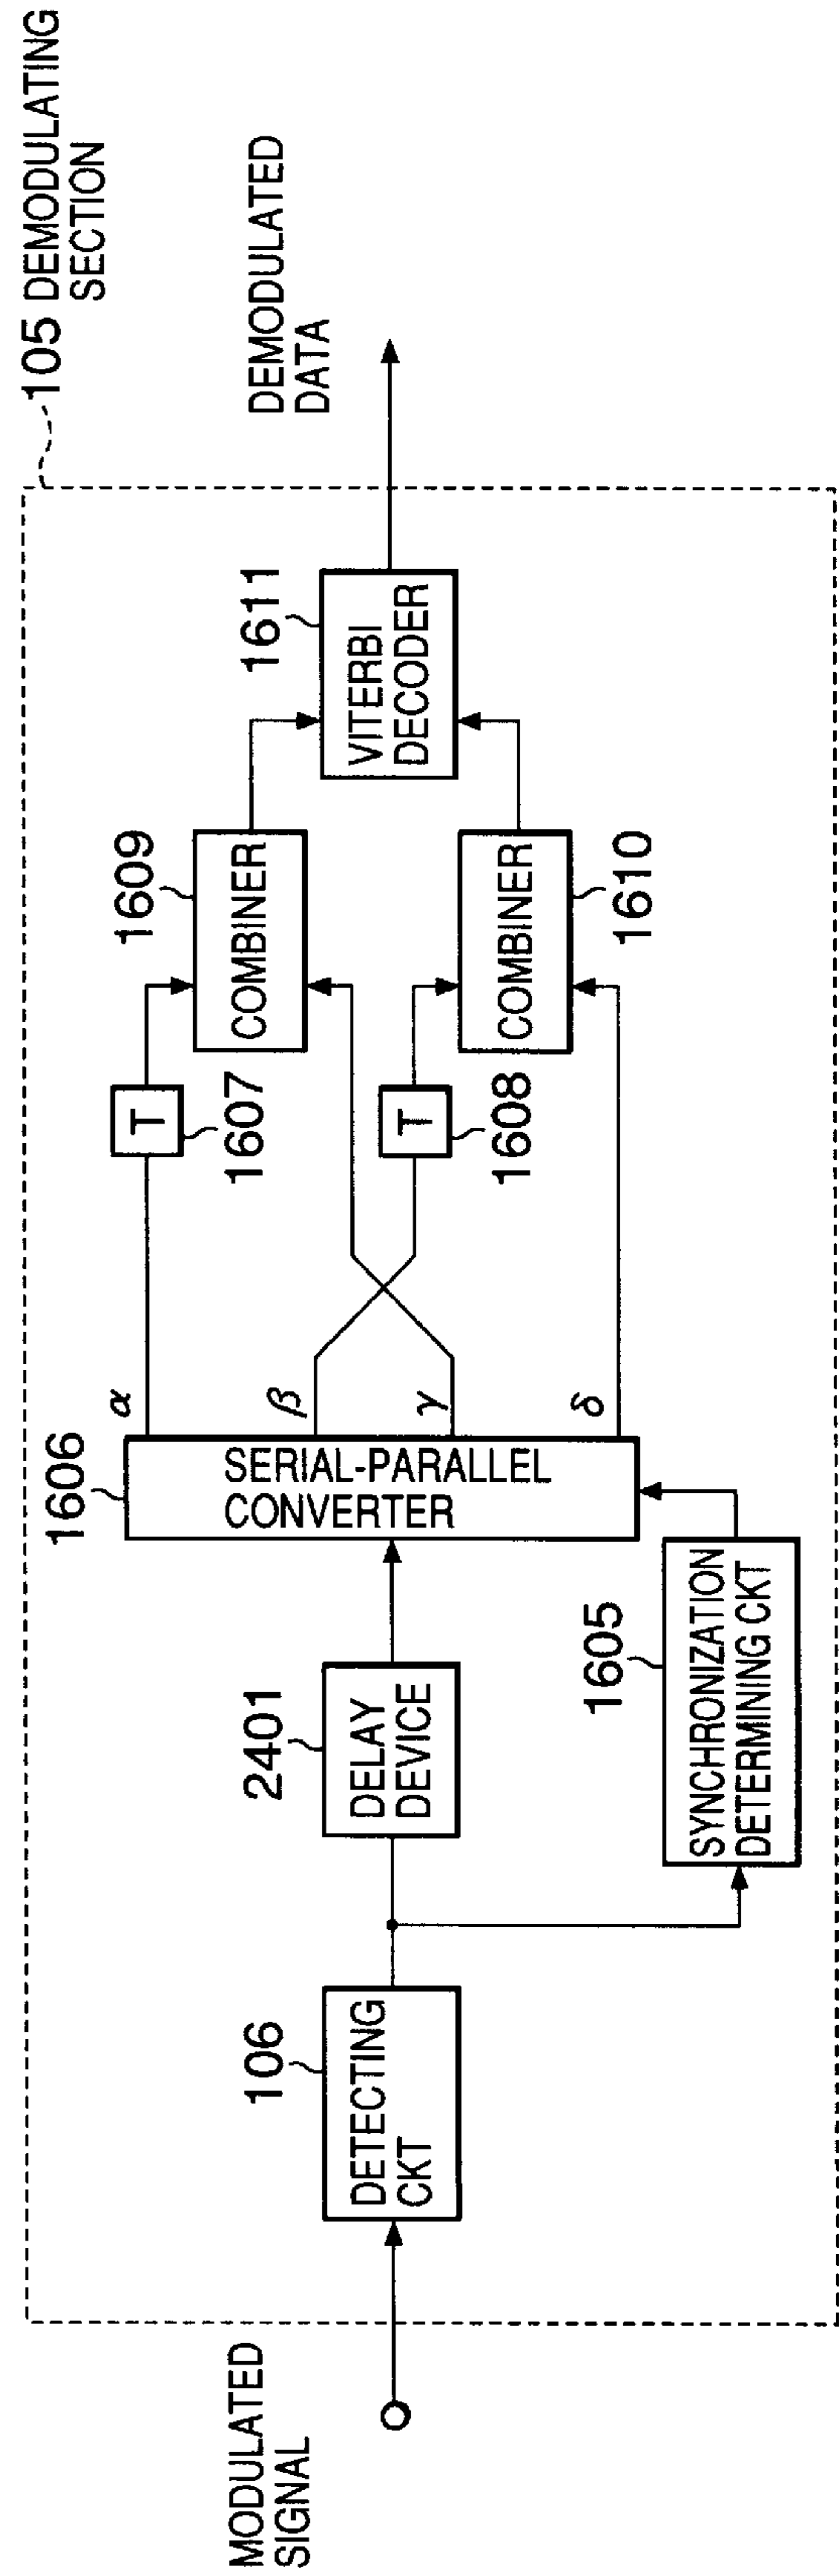 105 DEMODULATING
SECTION
MODULATED
SIGNAL
106
DETECTING
CKT
2401
DELAY
DEVICE
1605
SYNCHRONIZATION
DETERMINING CKT
1606
SERIAL-PARALLEL
CONVERTER
α
β
γ
δ
T
1607
T
1608
1609
COMBINER
COMBINER
1610
1611
VITERBI
DECODER
DEMODULATED
DATA